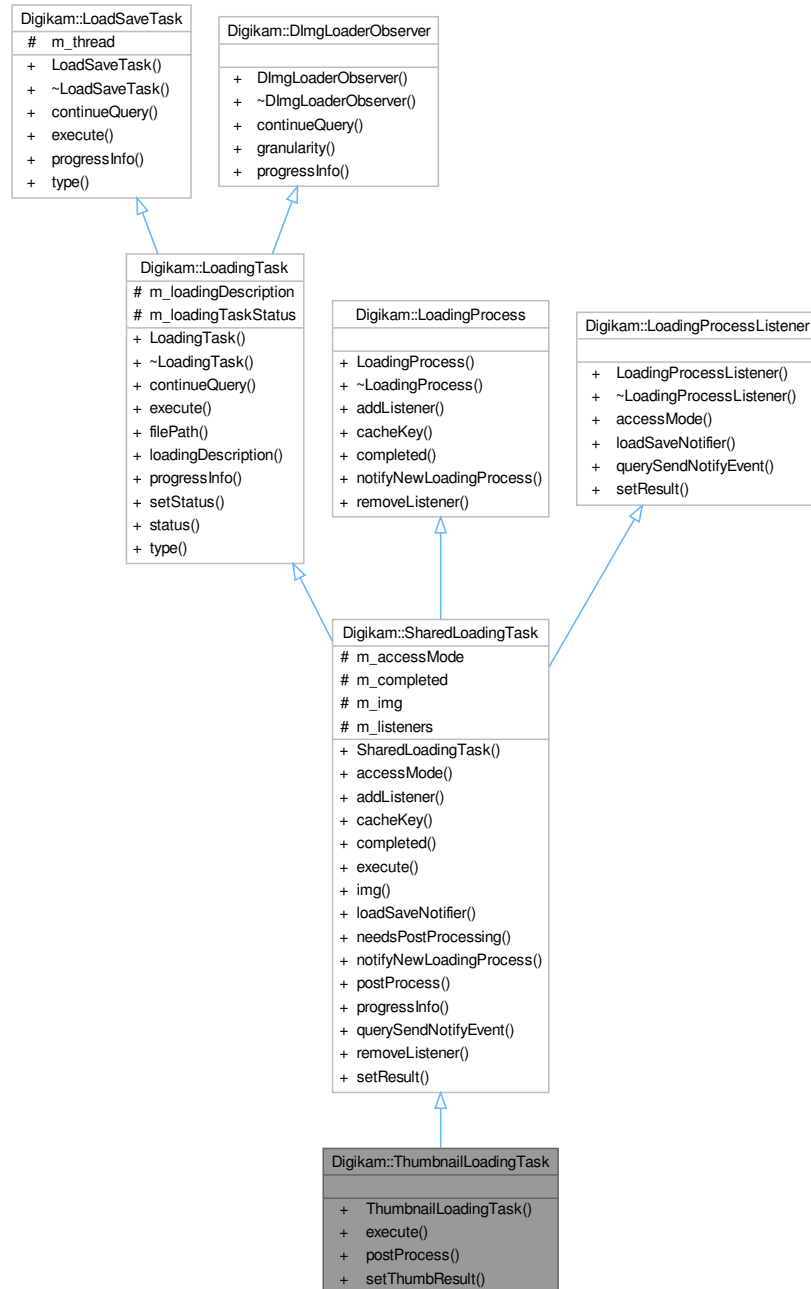 Digikam::LoadSaveTask
# m_thread
+ LoadSaveTask()
+ ~LoadSaveTask()
+ continueQuery()
+ execute()
+ progressInfo()
+ type()
Digikam::DImgLoaderObserver
+ DImgLoaderObserver()
+ ~DImgLoaderObserver()
+ continueQuery()
+ granularity()
+ progressInfo()
Digikam::LoadingTask
# m_loadingDescription
# m_loadingTaskStatus
+ LoadingTask()
+ ~LoadingTask()
+ continueQuery()
+ execute()
+ filePath()
+ loadingDescription()
+ progressInfo()
+ setStatus()
+ status()
+ type()
Digikam::LoadingProcess
+ LoadingProcess()
+ ~LoadingProcess()
+ addListener()
+ cacheKey()
+ completed()
+ notifyNewLoadingProcess()
+ removeListener()
Digikam::LoadingProcessListener
+ LoadingProcessListener()
+ ~LoadingProcessListener()
+ accessMode()
+ loadSaveNotifier()
+ querySendNotifyEvent()
+ setResult()
Digikam::SharedLoadingTask
# m_accessMode
# m_completed
# m_img
# m_listeners
+ SharedLoadingTask()
+ accessMode()
+ addListener()
+ cacheKey()
+ completed()
+ execute()
+ img()
+ loadSaveNotifier()
+ needsPostProcessing()
+ notifyNewLoadingProcess()
+ postProcess()
+ progressInfo()
+ querySendNotifyEvent()
+ removeListener()
+ setResult()
Digikam::ThumbnailLoadingTask
+ ThumbnailLoadingTask()
+ execute()
+ postProcess()
+ setThumbResult()